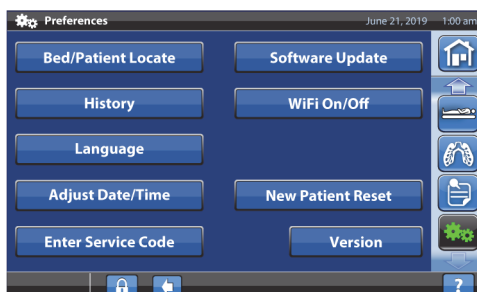 Preferences June 21, 2019 1:00 am
Bed/Patient Locate Software Update
History WiFi On/Off
Language
Adjust Date/Time New Patient Reset
Enter Service Code Version
?